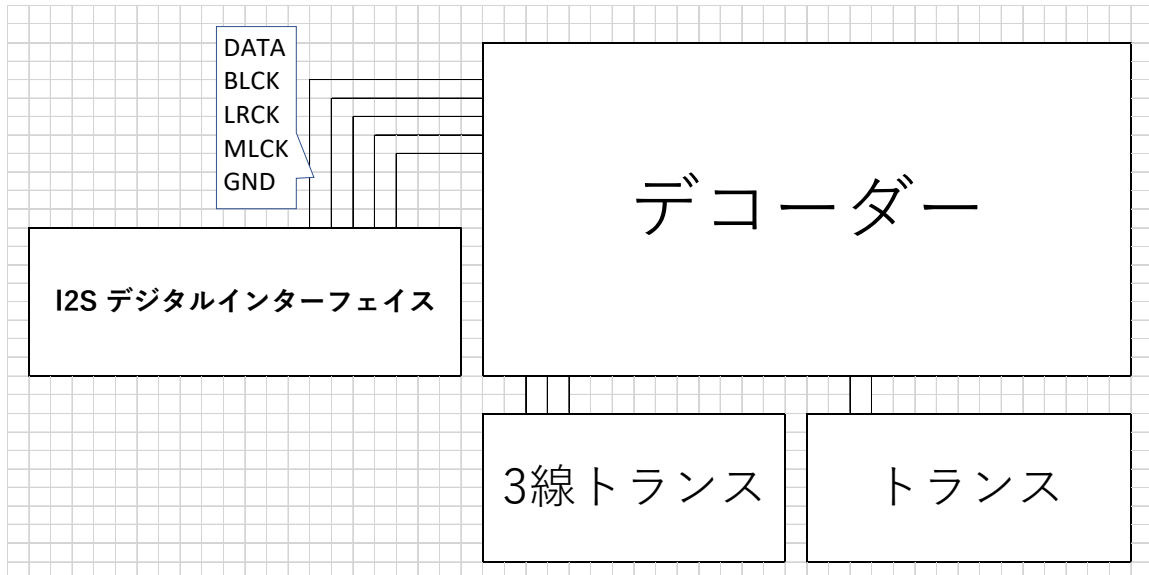 DATA
BLCK
LRCK
MLCK
GND
デコーダー
I2S デジタルインターフェイス
3線トランス
トランス